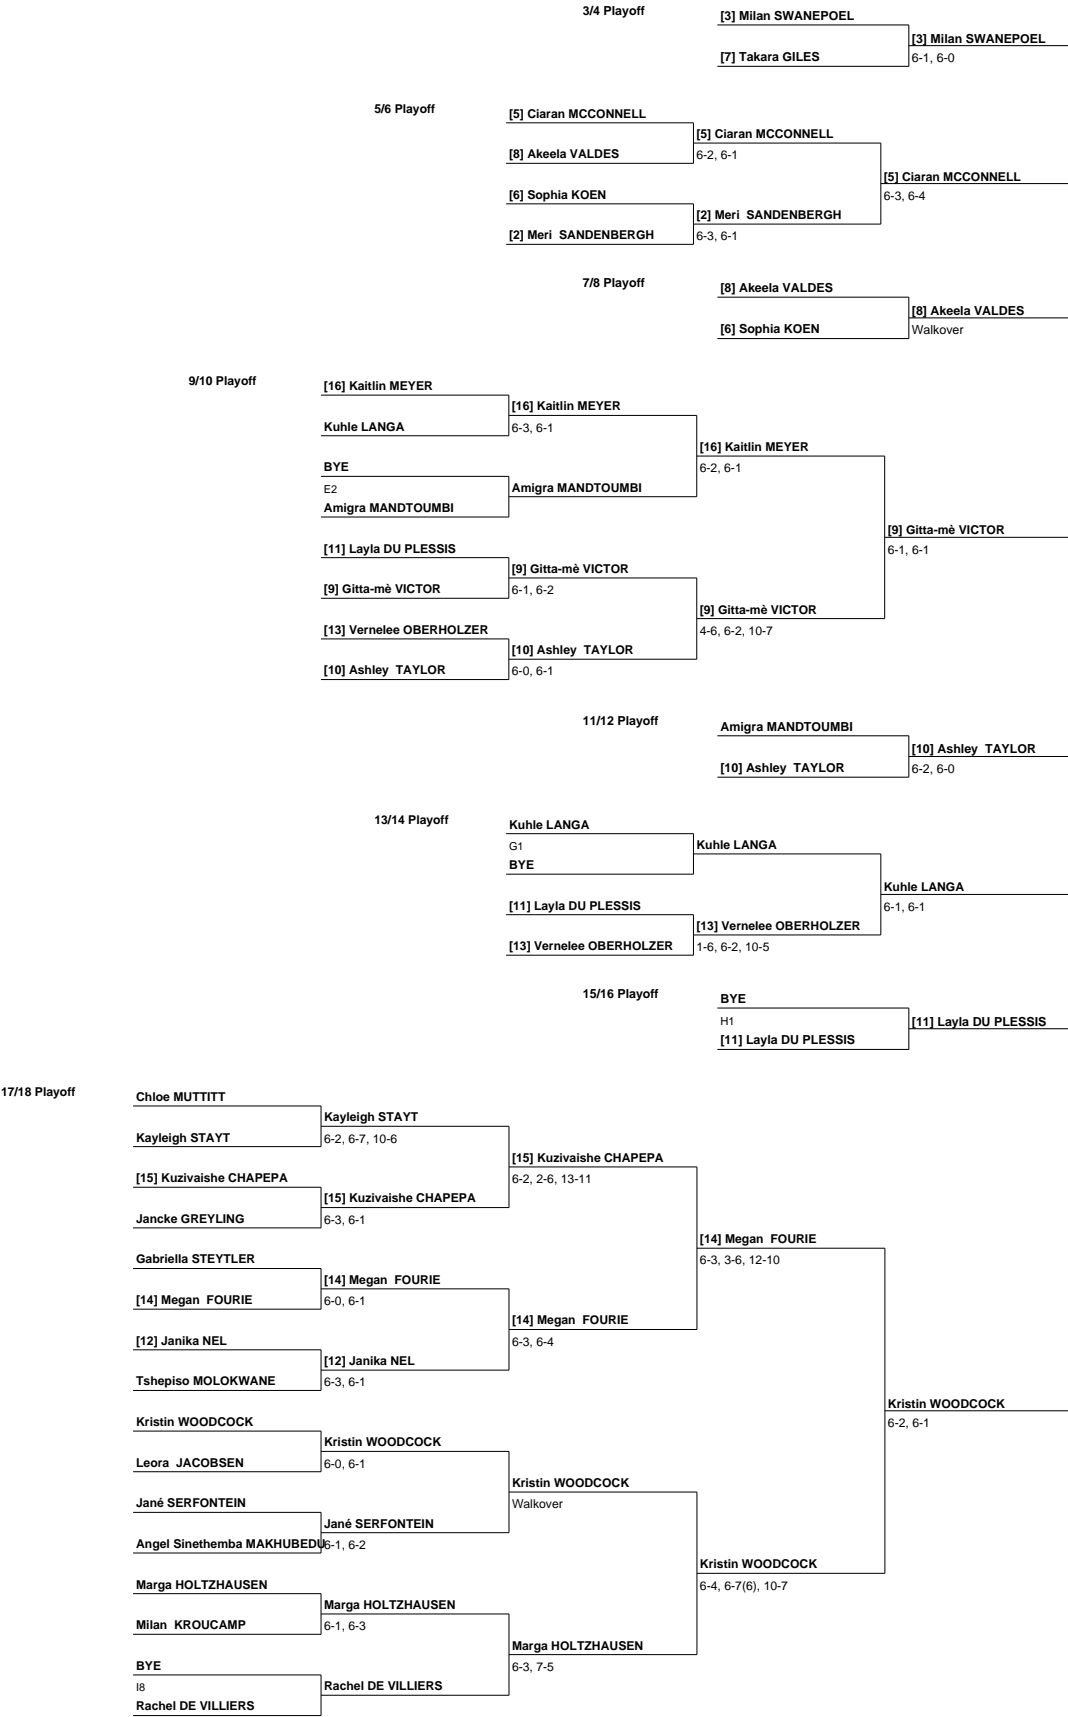 3/4 Playoff
[3] Milan SWANEPOEL
[3] Milan SWANEPOEL
[7] Takara GILES
6-1, 6-0
5/6 Playoff
[5] Ciaran MCCONNELL
[5] Ciaran MCCONNELL
[8] Akeela VALDES
6-2, 6-1
[5] Ciaran MCCONNELL
[6] Sophia KOEN
6-3, 6-4
[2] Meri SANDENBERGH
[2] Meri SANDENBERGH
6-3, 6-1
7/8 Playoff
[8] Akeela VALDES
[8] Akeela VALDES
[6] Sophia KOEN
Walkover
9/10 Playoff
[16] Kaitlin MEYER
[16] Kaitlin MEYER
Kuhle LANGA
6-3, 6-1
[16] Kaitlin MEYER
BYE
6-2, 6-1
E2
Amigra MANDTOUMBI
Amigra MANDTOUMBI
[9] Gitta-mè VICTOR
[11] Layla DU PLESSIS
6-1, 6-1
[9] Gitta-mè VICTOR
[9] Gitta-mè VICTOR
6-1, 6-2
[9] Gitta-mè VICTOR
[13] Vernelee OBERHOLZER
4-6, 6-2, 10-7
[10] Ashley TAYLOR
[10] Ashley TAYLOR
6-0, 6-1
11/12 Playoff
Amigra MANDTOUMBI
[10] Ashley TAYLOR
[10] Ashley TAYLOR
6-2, 6-0
13/14 Playoff
Kuhle LANGA
G1
Kuhle LANGA
BYE
Kuhle LANGA
[11] Layla DU PLESSIS
6-1, 6-1
[13] Vernelee OBERHOLZER
[13] Vernelee OBERHOLZER
1-6, 6-2, 10-5
15/16 Playoff
BYE
H1
[11] Layla DU PLESSIS
[11] Layla DU PLESSIS
17/18 Playoff
Chloe MUTTITT
Kayleigh STAYT
Kayleigh STAYT
6-2, 6-7, 10-6
[15] Kuzivaishe CHAPEPA
[15] Kuzivaishe CHAPEPA
6-2, 2-6, 13-11
[15] Kuzivaishe CHAPEPA
Jancke GREYLING
6-3, 6-1
[14] Megan FOURIE
Gabriella STEYTLER
6-3, 3-6, 12-10
[14] Megan FOURIE
[14] Megan FOURIE
6-0, 6-1
[14] Megan FOURIE
[12] Janika NEL
6-3, 6-4
[12] Janika NEL
Tshepiso MOLOKWANE
6-3, 6-1
Kristin WOODCOCK
Kristin WOODCOCK
6-2, 6-1
Kristin WOODCOCK
Leora JACOBSEN
6-0, 6-1
Kristin WOODCOCK
Jané SERFONTEIN
Walkover
Jané SERFONTEIN
Angel Sinethemba MAKHUBEDU
6-1, 6-2
Kristin WOODCOCK
Marga HOLTZHAUSEN
6-4, 6-7(6), 10-7
Marga HOLTZHAUSEN
Milan KROUCAMP
6-1, 6-3
Marga HOLTZHAUSEN
BYE
6-3, 7-5
I8
Rachel DE VILLIERS
Rachel DE VILLIERS